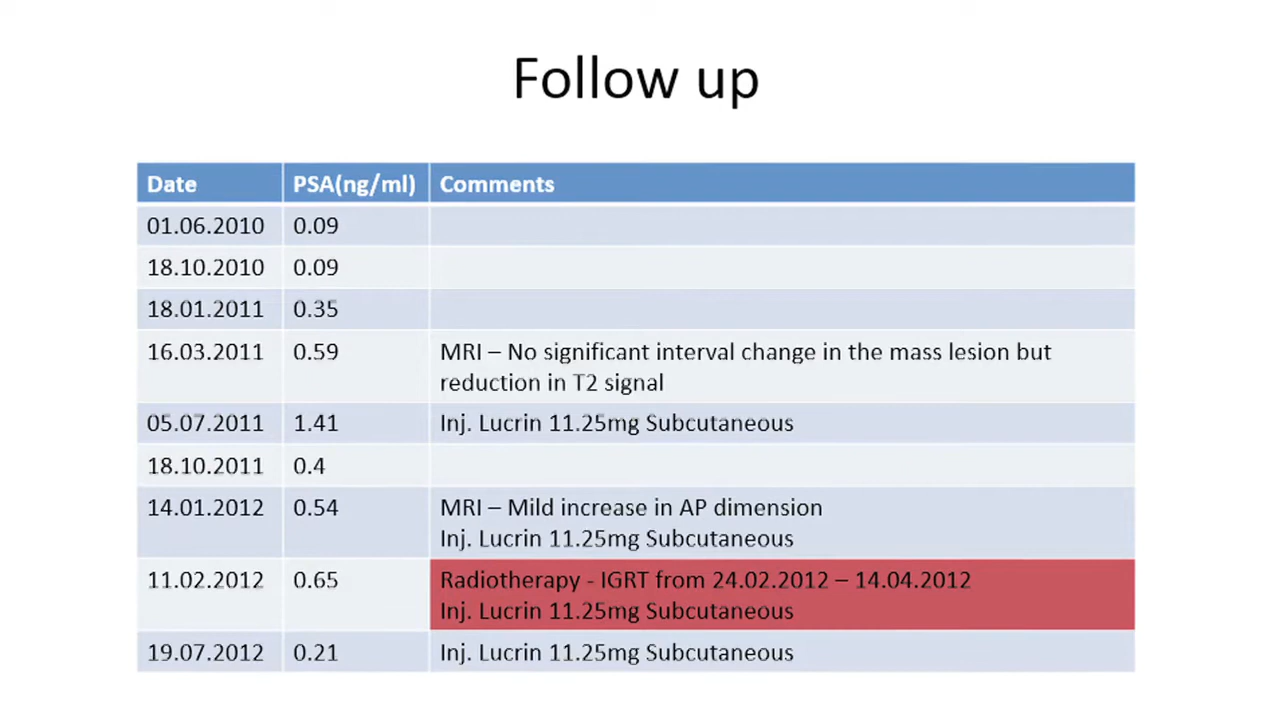 Follow up
Date PSA(ng/ml) Comments
01.06.2010 0.09
18.10.2010 0.09
18.01.2011 0.35
16.03.2011 0.59 MRI – No significant interval change in the mass lesion but
reduction in T2 signal
05.07.2011 1.41 Inj. Lucrin 11.25mg Subcutaneous
18.10.2011 0.4
14.01.2012 0.54 MRI – Mild increase in AP dimension
Inj. Lucrin 11.25mg Subcutaneous
11.02.2012 0.65 Radiotherapy - IGRT from 24.02.2012 – 14.04.2012
Inj. Lucrin 11.25mg Subcutaneous
19.07.2012 0.21 Inj. Lucrin 11.25mg Subcutaneous